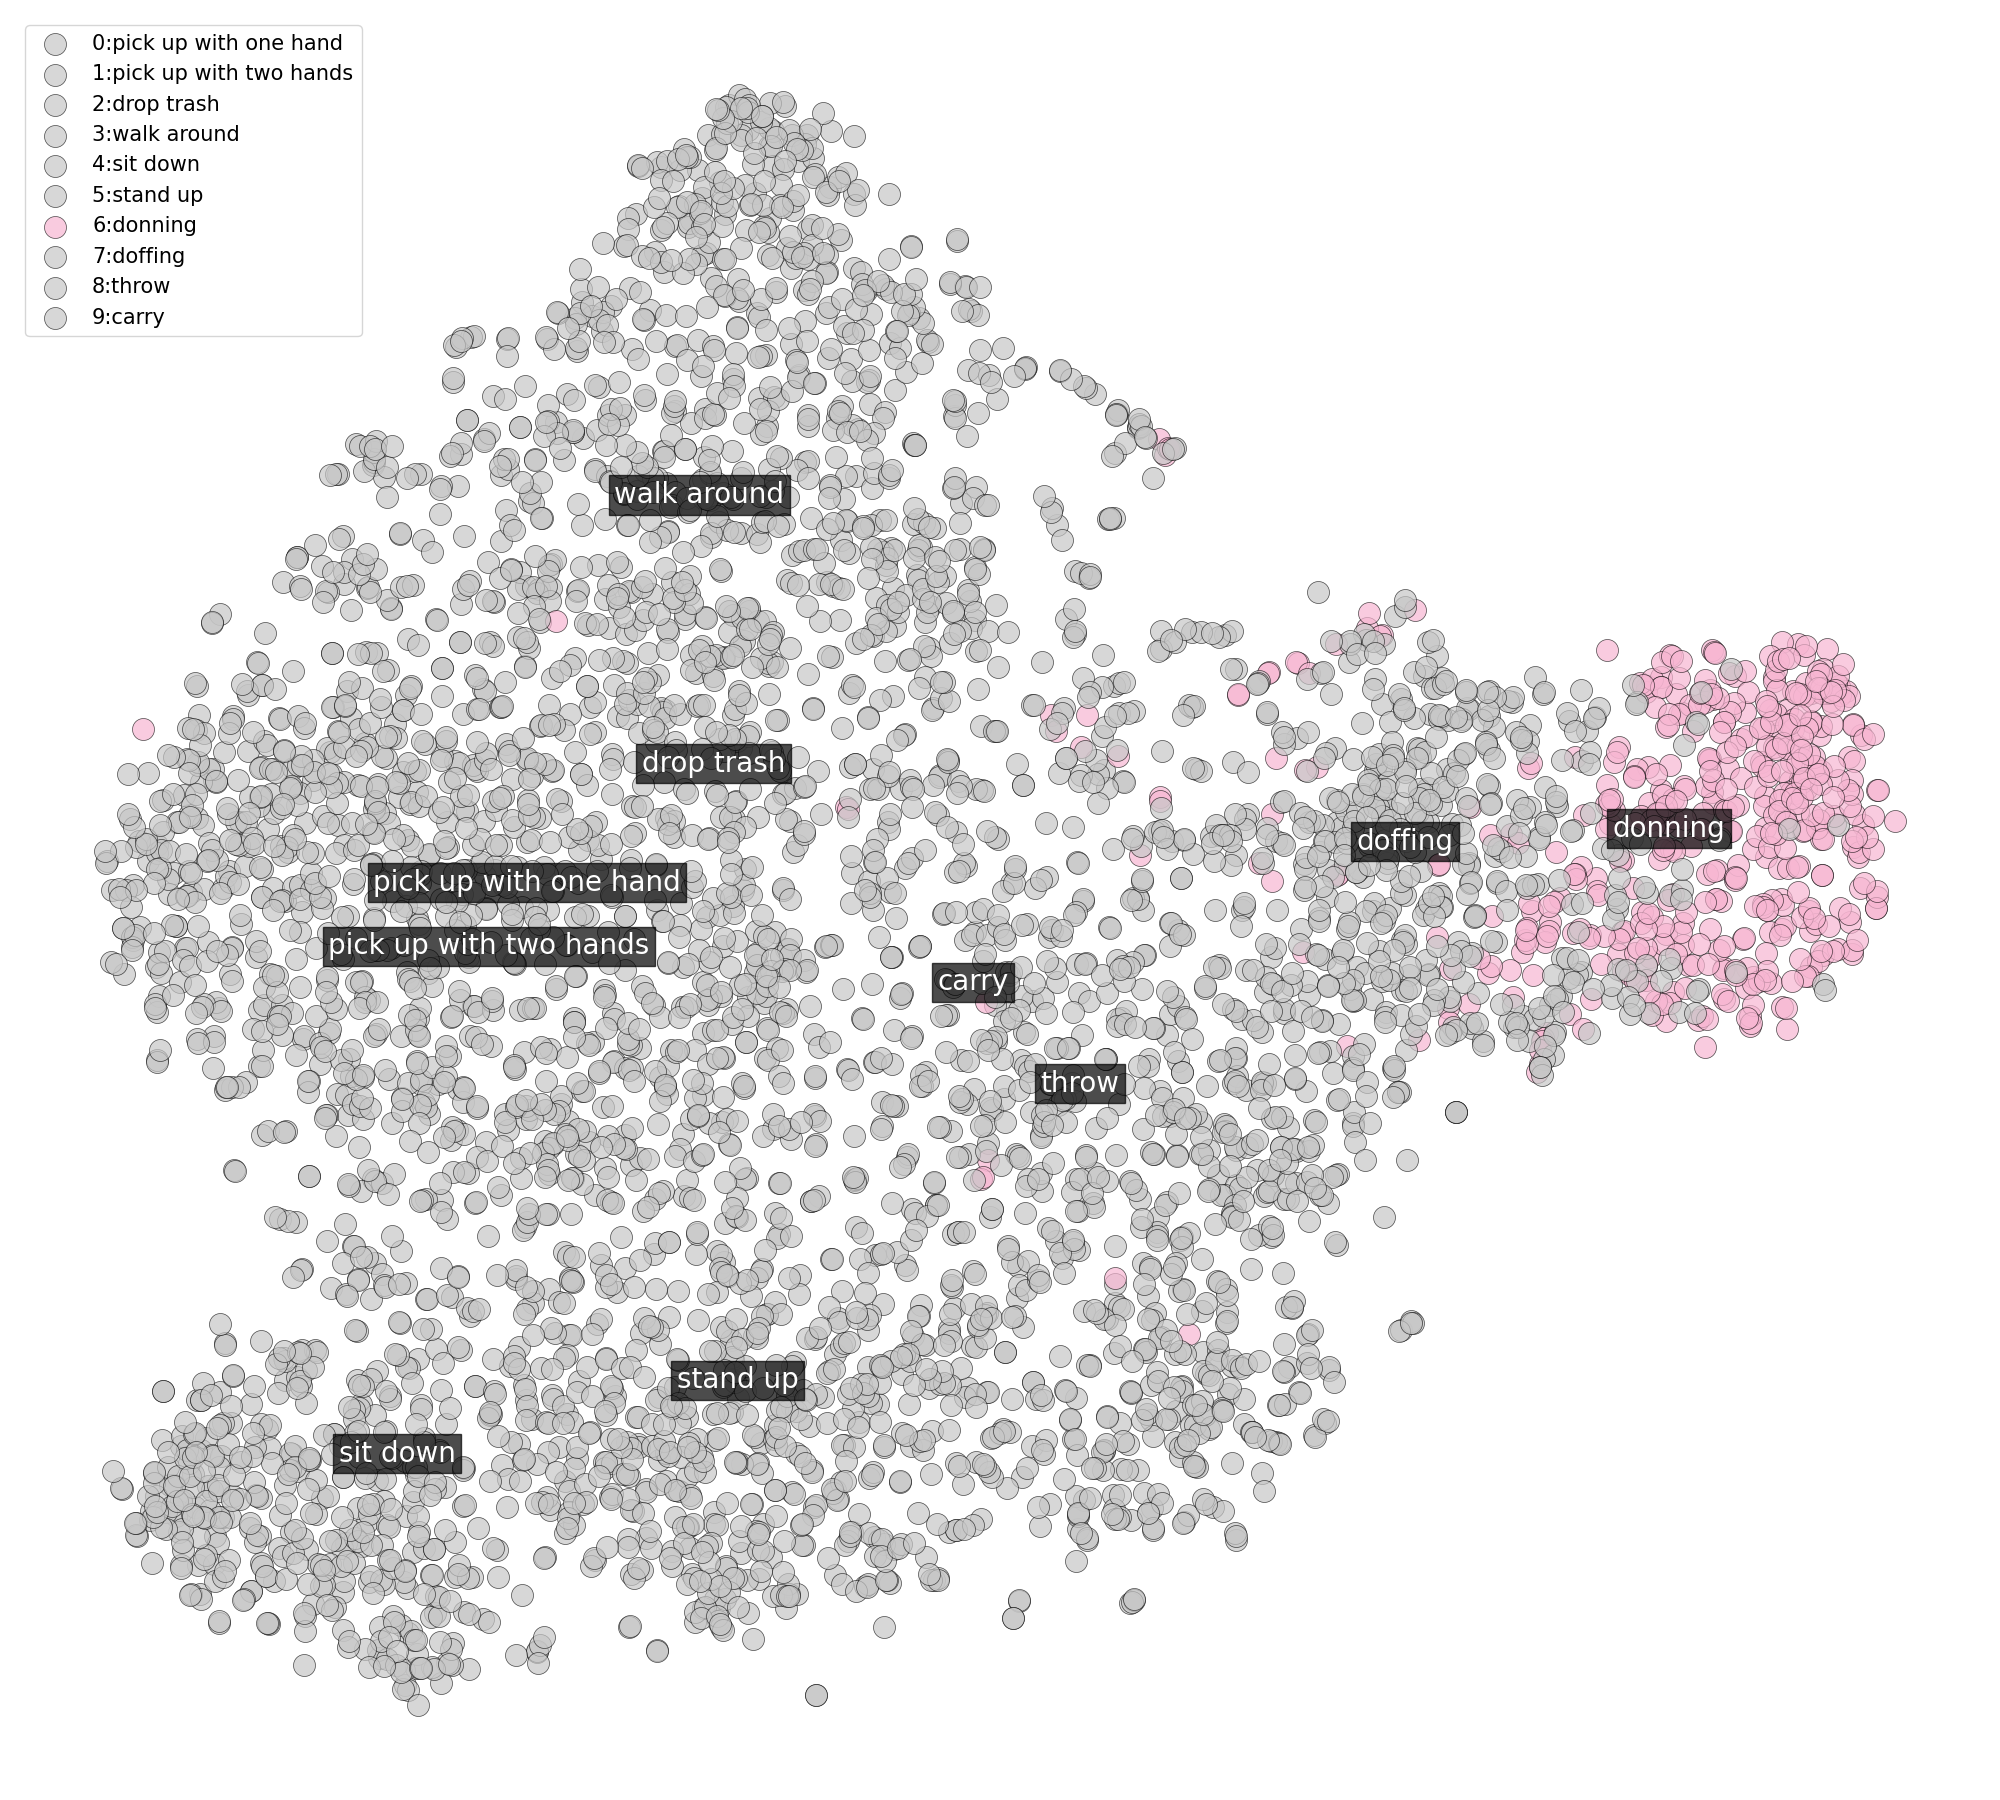 0:pick up with one hand
1:pick up with two hands
2:drop trash
3:walk around
4:sit down
5:stand up
6:donning
7:doffing
8:throw
9:carry
walk around
drop trash
donning
doffing
pick up with one hand
pick up with two hands
carry
throw
stand up
sit down